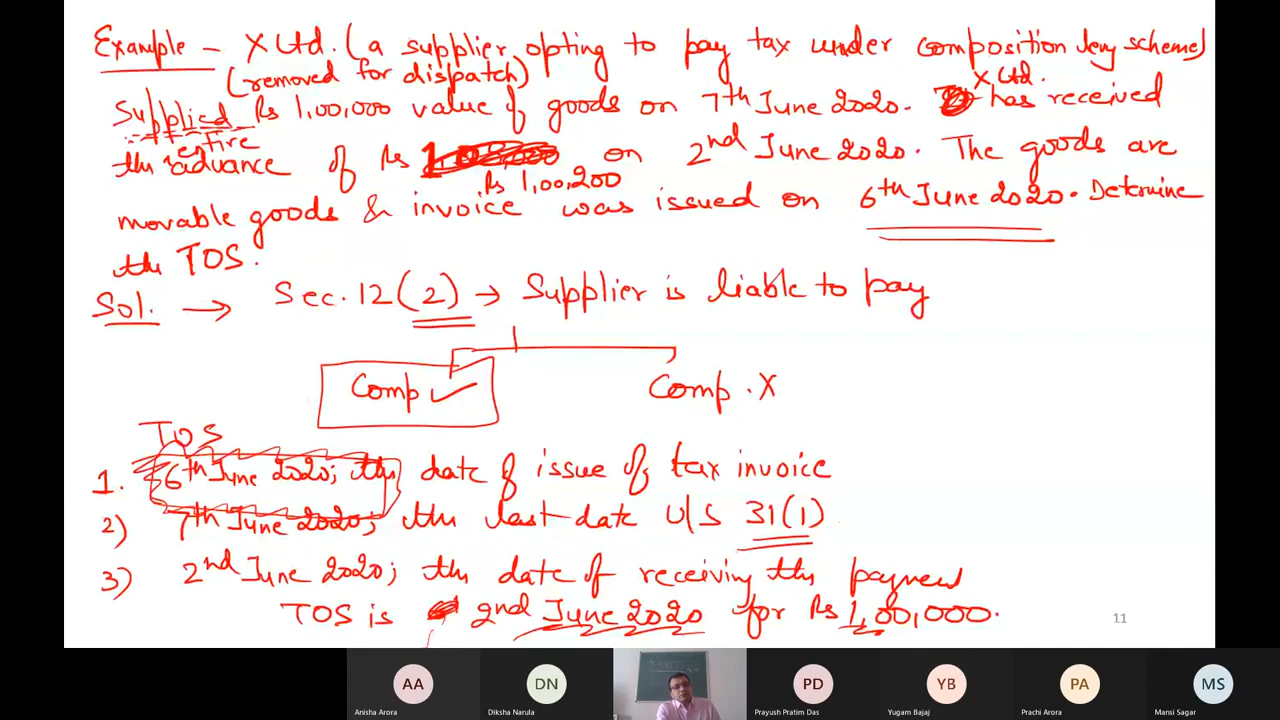 Example - X Ltd. (a supplier opting to pay tax under composition levy scheme)
(removed for dispatch) X Ltd.
Supplied Rs 1,00,000 value of goods on 7th June 2020. has received
entire
the advance of Rs on 2nd June 2020. The goods are
Rs 1,00,200
movable goods & invoice was issued on 6th June 2020. Determine
the TOS.
Sol. → Sec. 12 (2) → Supplier is liable to pay
Comp ✓ Comp. X
TOS
1. 6th June 2020; the date of issue of tax invoice
2) 7th June 2020; the last date U/S 31(1)
3) 2nd June 2020; the date of receiving the payment
TOS is 2nd June 2020 for Rs 1,00,000.
11
AA DN PD YB PA MS
Anisha Arora Diksha Narula Prayush Pratim Das Yugam Bajaj Prachi Arora Mansi Sagar